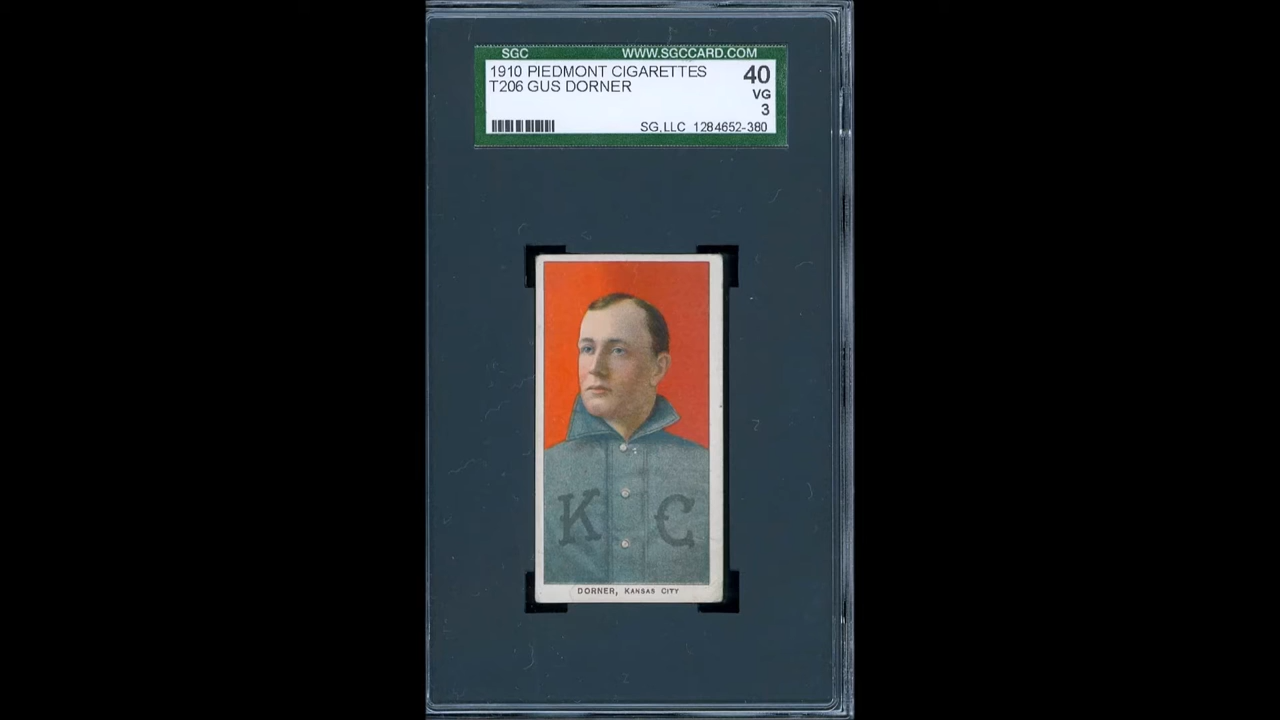 SGC WWW.SGCCARD.COM
1910 PIEDMONT CIGARETTES 40
T206 GUS DORNER VG
3
SG,LLC 1284652-380
K C
DORNER, KANSAS CITY